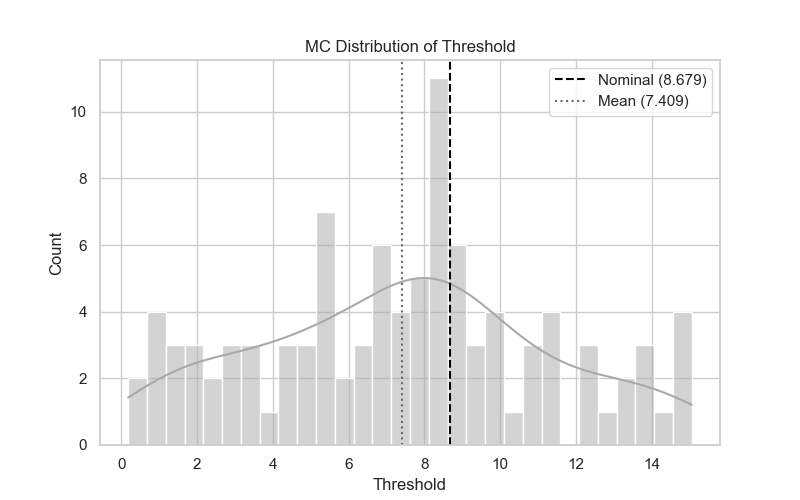 MC Distribution of Threshold
Nominal (8.679)
Mean (7.409)
10
8
6
4
2
0
Count
0 2 4 6 8 10 12 14
Threshold